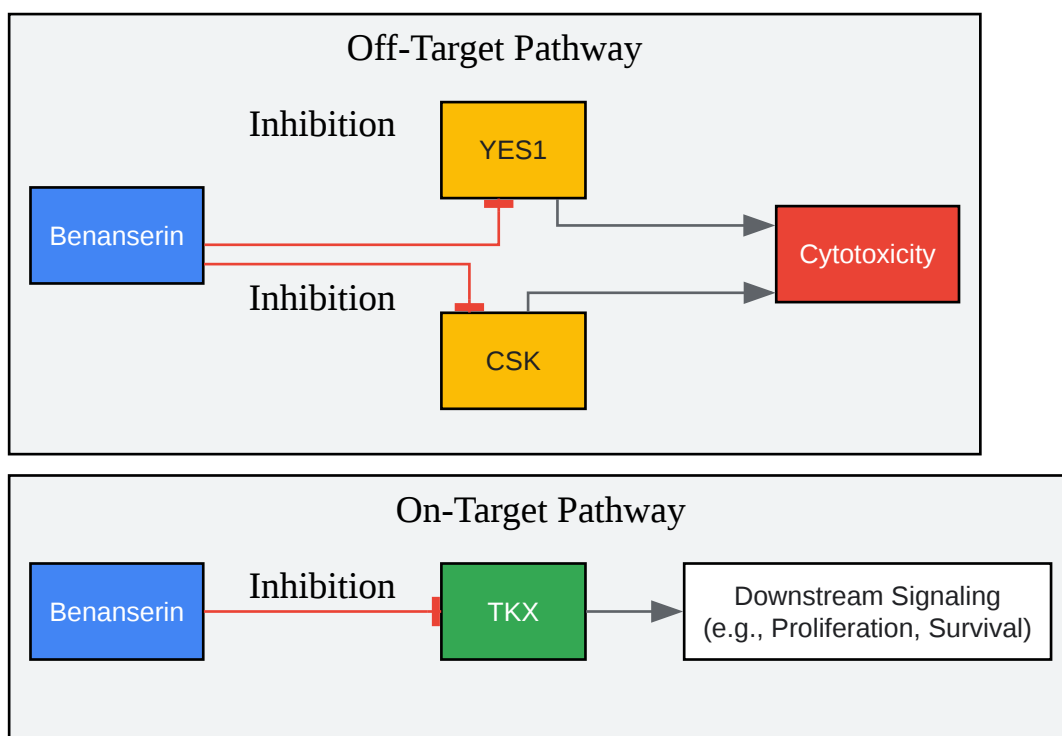 Off-Target Pathway
Inhibition
YES1
Benanserin
Cytotoxicity
Inhibition
CSK
On-Target Pathway
Benanserin
Inhibition
TKX
Downstream Signaling
(e.g., Proliferation, Survival)